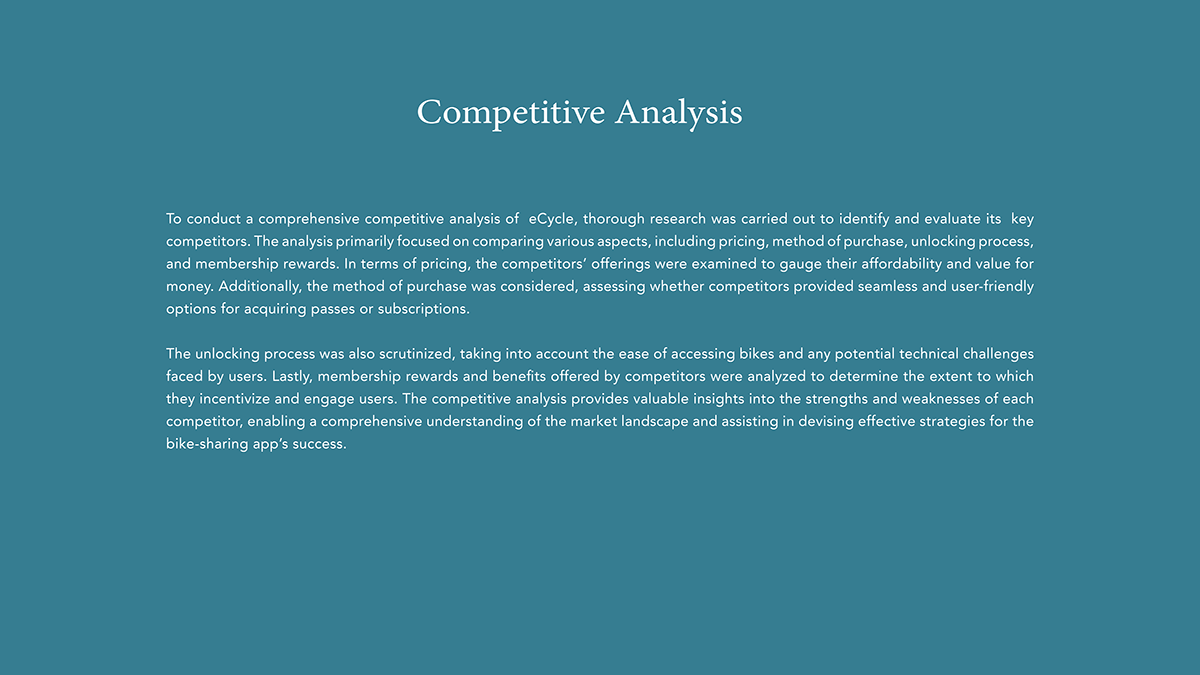 Competitive Analysis
To conduct a comprehensive competitive analysis of  eCycle, thorough research was carried out to identify and evaluate its  key
competitors. The analysis primarily focused on comparing various aspects, including pricing, method of purchase, unlocking process,
and membership rewards. In terms of pricing, the competitors’ offerings were examined to gauge their affordability and value for
money. Additionally, the method of purchase was considered, assessing whether competitors provided seamless and user-friendly
options for acquiring passes or subscriptions.
The unlocking process was also scrutinized, taking into account the ease of accessing bikes and any potential technical challenges
faced by users. Lastly, membership rewards and benefits offered by competitors were analyzed to determine the extent to which
they incentivize and engage users. The competitive analysis provides valuable insights into the strengths and weaknesses of each
competitor, enabling a comprehensive understanding of the market landscape and assisting in devising effective strategies for the
bike-sharing app’s success.